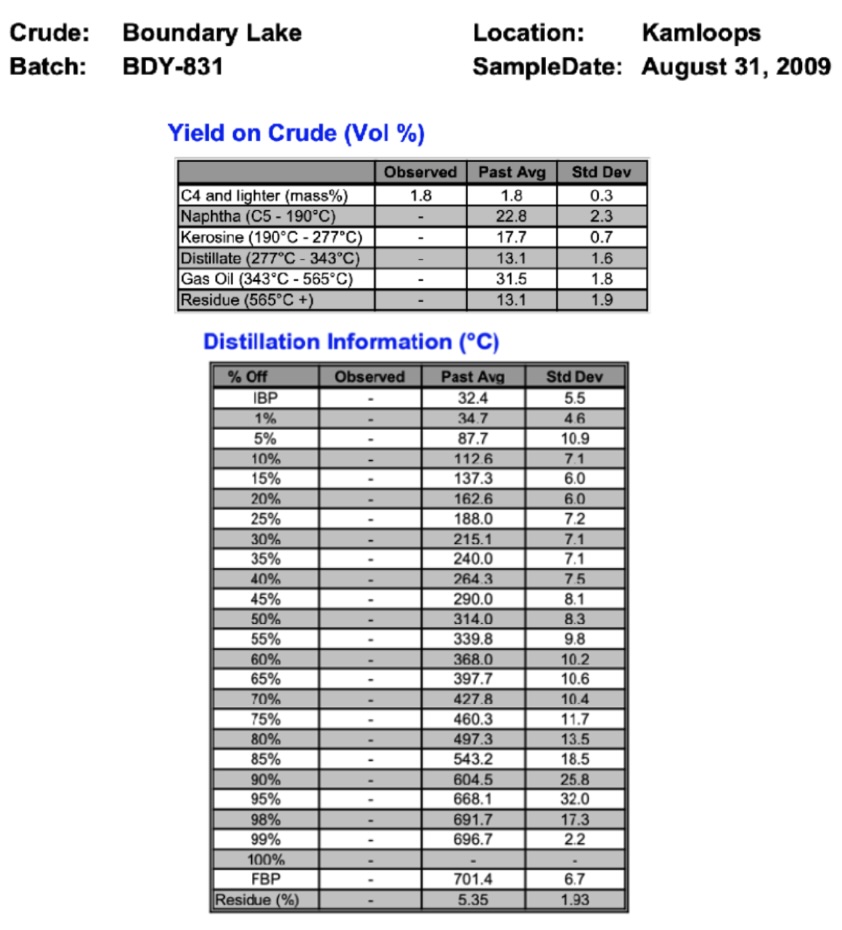 Crude: Boundary Lake Location: Kamloops
Batch: BDY-831 SampleDate: August 31, 2009
Yield on Crude (Vol %)
Observed Past Avg Std Dev
C4 and lighter (mass%) 1.8 1.8 0.3
Naphtha (C5 - 190°C) - 22.8 2.3
Kerosine (190°C - 277°C) - 17.7 0.7
Distillate (277°C - 343°C) - 13.1 1.6
Gas Oil (343°C - 565°C) - 31.5 1.8
Residue (565°C +) - 13.1 1.9
Distillation Information (°C)
% Off Observed Past Avg Std Dev
IBP - 32.4 5.5
1% - 34.7 4.6
5% - 87.7 10.9
10% - 112.6 7.1
15% - 137.3 6.0
20% - 162.6 6.0
25% - 188.0 7.2
30% - 215.1 7.1
35% - 240.0 7.1
40% - 264.3 7.5
45% - 290.0 8.1
50% - 314.0 8.3
55% - 339.8 9.8
60% - 368.0 10.2
65% - 397.7 10.6
70% - 427.8 10.4
75% - 460.3 11.7
80% - 497.3 13.5
85% - 543.2 18.5
90% - 604.5 25.8
95% - 668.1 32.0
98% - 691.7 17.3
99% - 696.7 2.2
100% - - -
FBP - 701.4 6.7
Residue (%) - 5.35 1.93